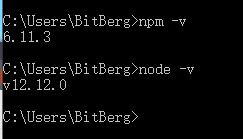 C:\Users\BitBerg>npm -v
6.11.3
C:\Users\BitBerg>node -v
v12.12.0
C:\Users\BitBerg>